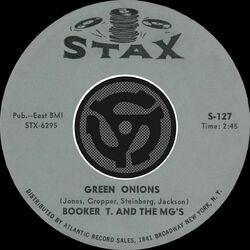 STAX
Pub.--East BMI
STX-6295
S-127
Time: 2:45
GREEN ONIONS
(Jones, Cropper, Steinberg, Jackson)
BOOKER T. AND THE MG'S
DISTRIBUTED BY
ATLANTIC RECORD SALES, 1841 BROADWAY NEW YORK, N. Y.